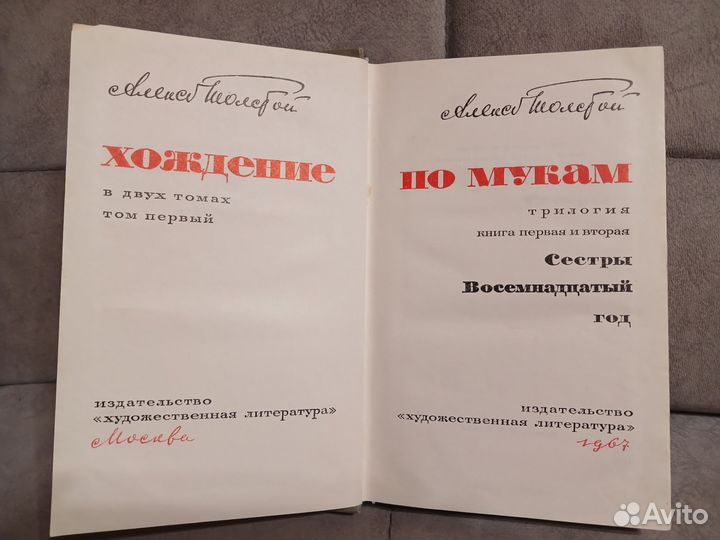 Алексей Толстой
хождение
в двух томах
том первый
издательство
«художественная литература»
Москва
Алексей Толстой
по мукам
трилогия
книга первая и вторая
Сестры
Восемнадцатый
год
издательство
«художественная литература»
1967
Avito